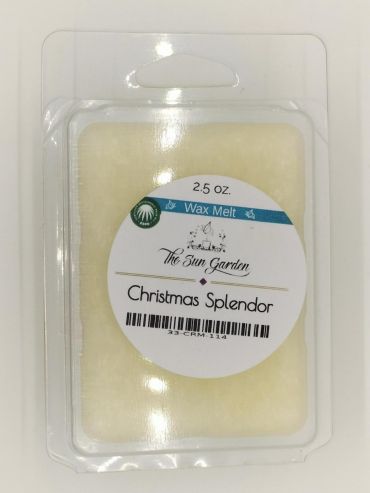 2.5 oz.
Wax Melt
The Sun Garden
Christmas Splendor
33-CRM-114